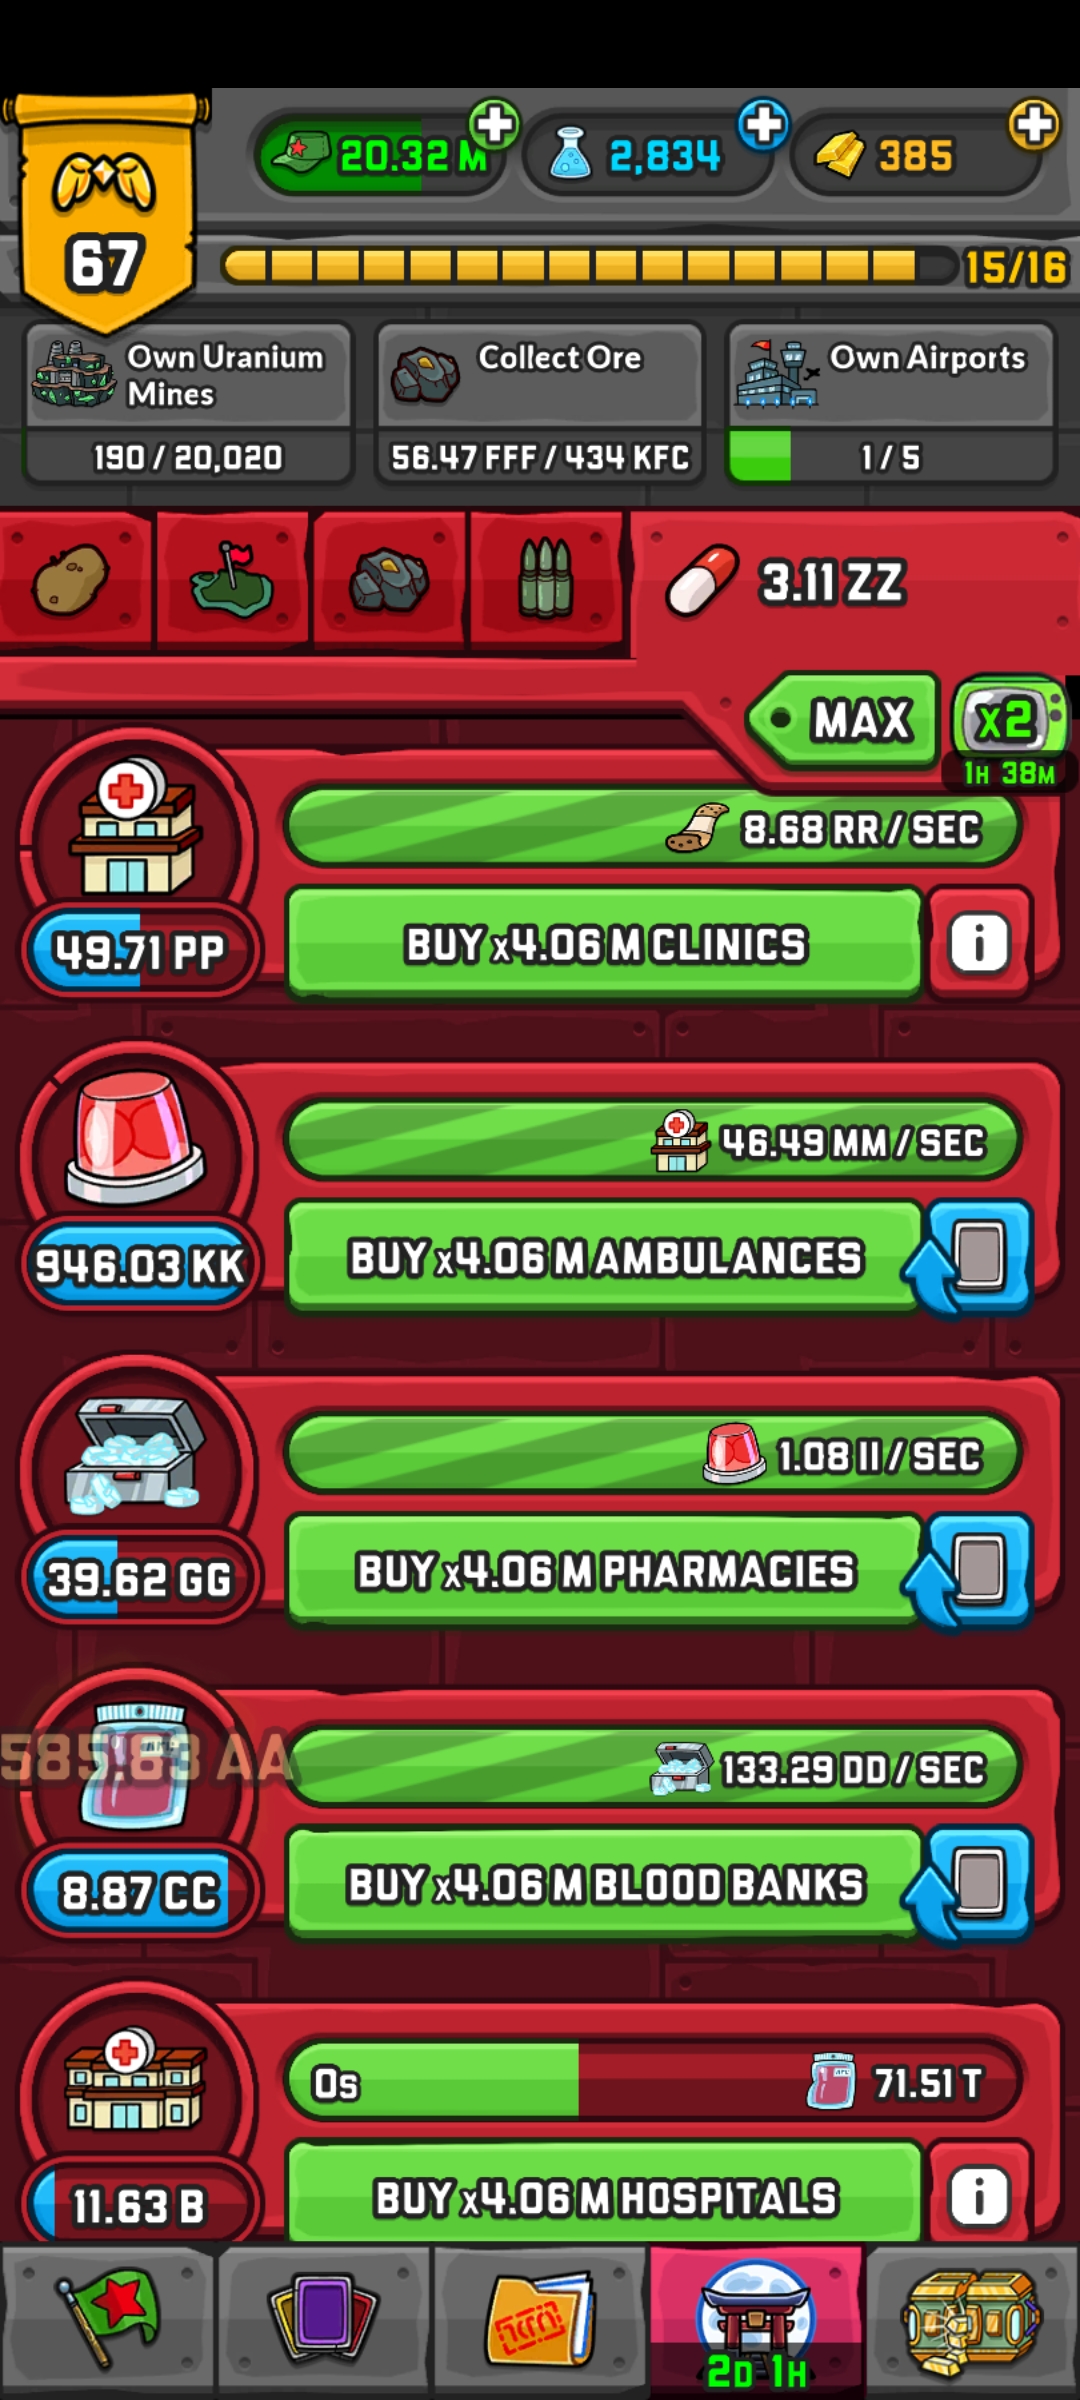 20.32 M
2,834
385
67
15/16
Own Uranium
Mines
190 / 20,020
Collect Ore
56.47 FFF / 434 KFC
Own Airports
1 / 5
3.11 ZZ
MAX
x2
1H 38M
8.68 RR / SEC
49.71 PP
BUY x4.06 M CLINICS
i
46.49 MM / SEC
946.03 KK
BUY x4.06 M AMBULANCES
1.08 II / SEC
39.62 GG
BUY x4.06 M PHARMACIES
585.63 AA
133.29 DD / SEC
8.87 CC
BUY x4.06 M BLOOD BANKS
0s
71.51 T
11.63 B
BUY x4.06 M HOSPITALS
i
2D 1H